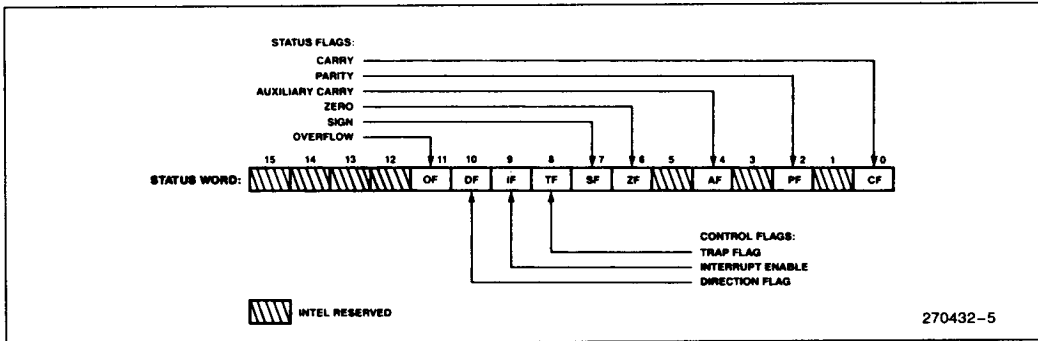 STATUS FLAGS:
CARRY
PARITY
AUXILIARY CARRY
ZERO
SIGN
OVERFLOW
15 14 13 12 11 10 9 8 7 6 5 4 3 2 1 0
STATUS WORD: OF DF IF TF SF ZF AF PF CF
CONTROL FLAGS:
TRAP FLAG
INTERRUPT ENABLE
DIRECTION FLAG
INTEL RESERVED
270432-5